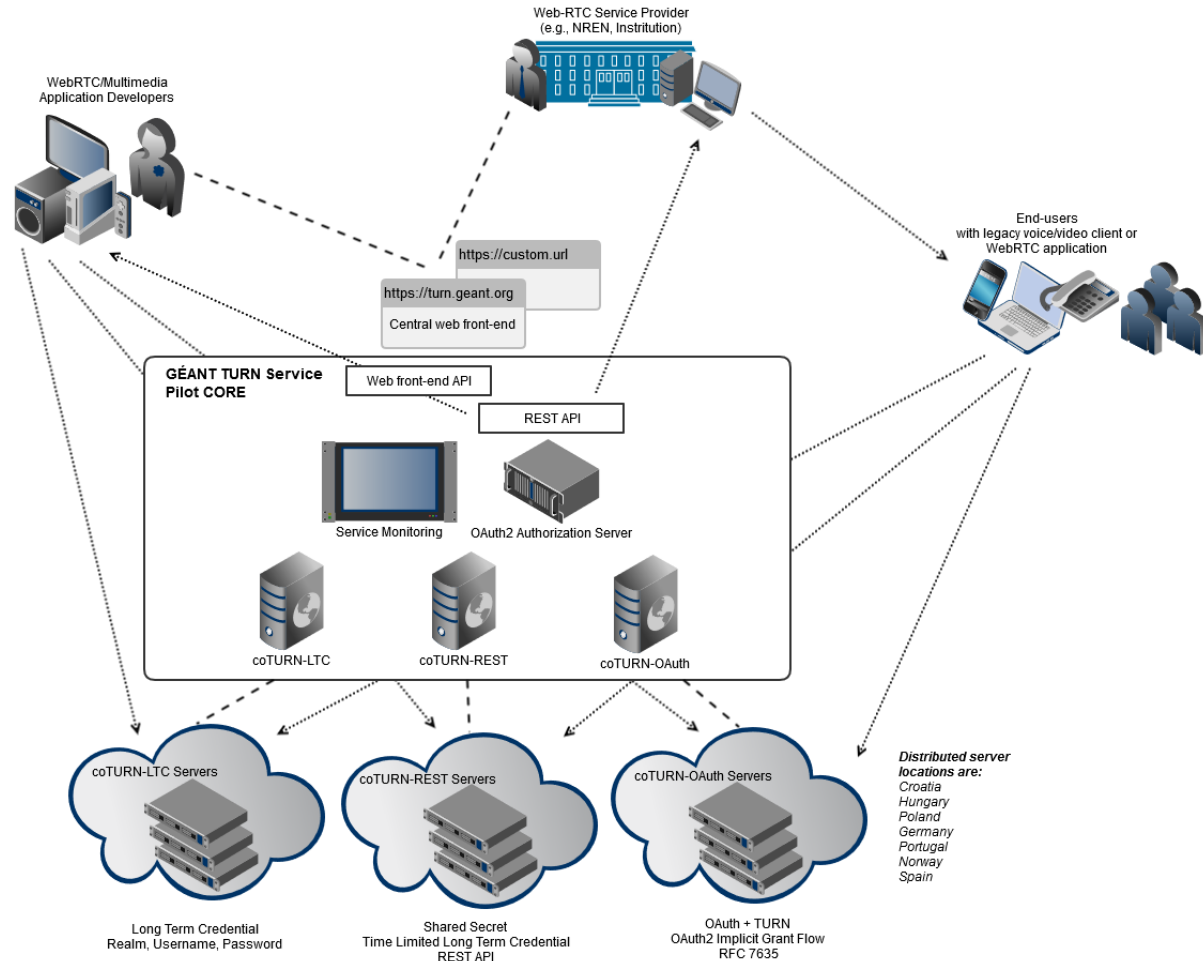 Web-RTC Service Provider
(e.g., NREN, Instritution)
WebRTC/Multimedia
Application Developers
End-users
with legacy voice/video client or
WebRTC application
https://custom.url
https://turn.geant.org
Central web front-end
GÉANT TURN Service
Pilot CORE
Web front-end API
REST API
Service Monitoring
OAuth2 Authorization Server
coTURN-LTC
coTURN-REST
coTURN-OAuth
coTURN-LTC Servers
coTURN-REST Servers
coTURN-OAuth Servers
Distributed server
locations are:
Croatia
Hungary
Poland
Germany
Portugal
Norway
Spain
Long Term Credential
Realm, Username, Password
Shared Secret
Time Limited Long Term Credential
REST API
OAuth + TURN
OAuth2 Implicit Grant Flow
RFC 7635